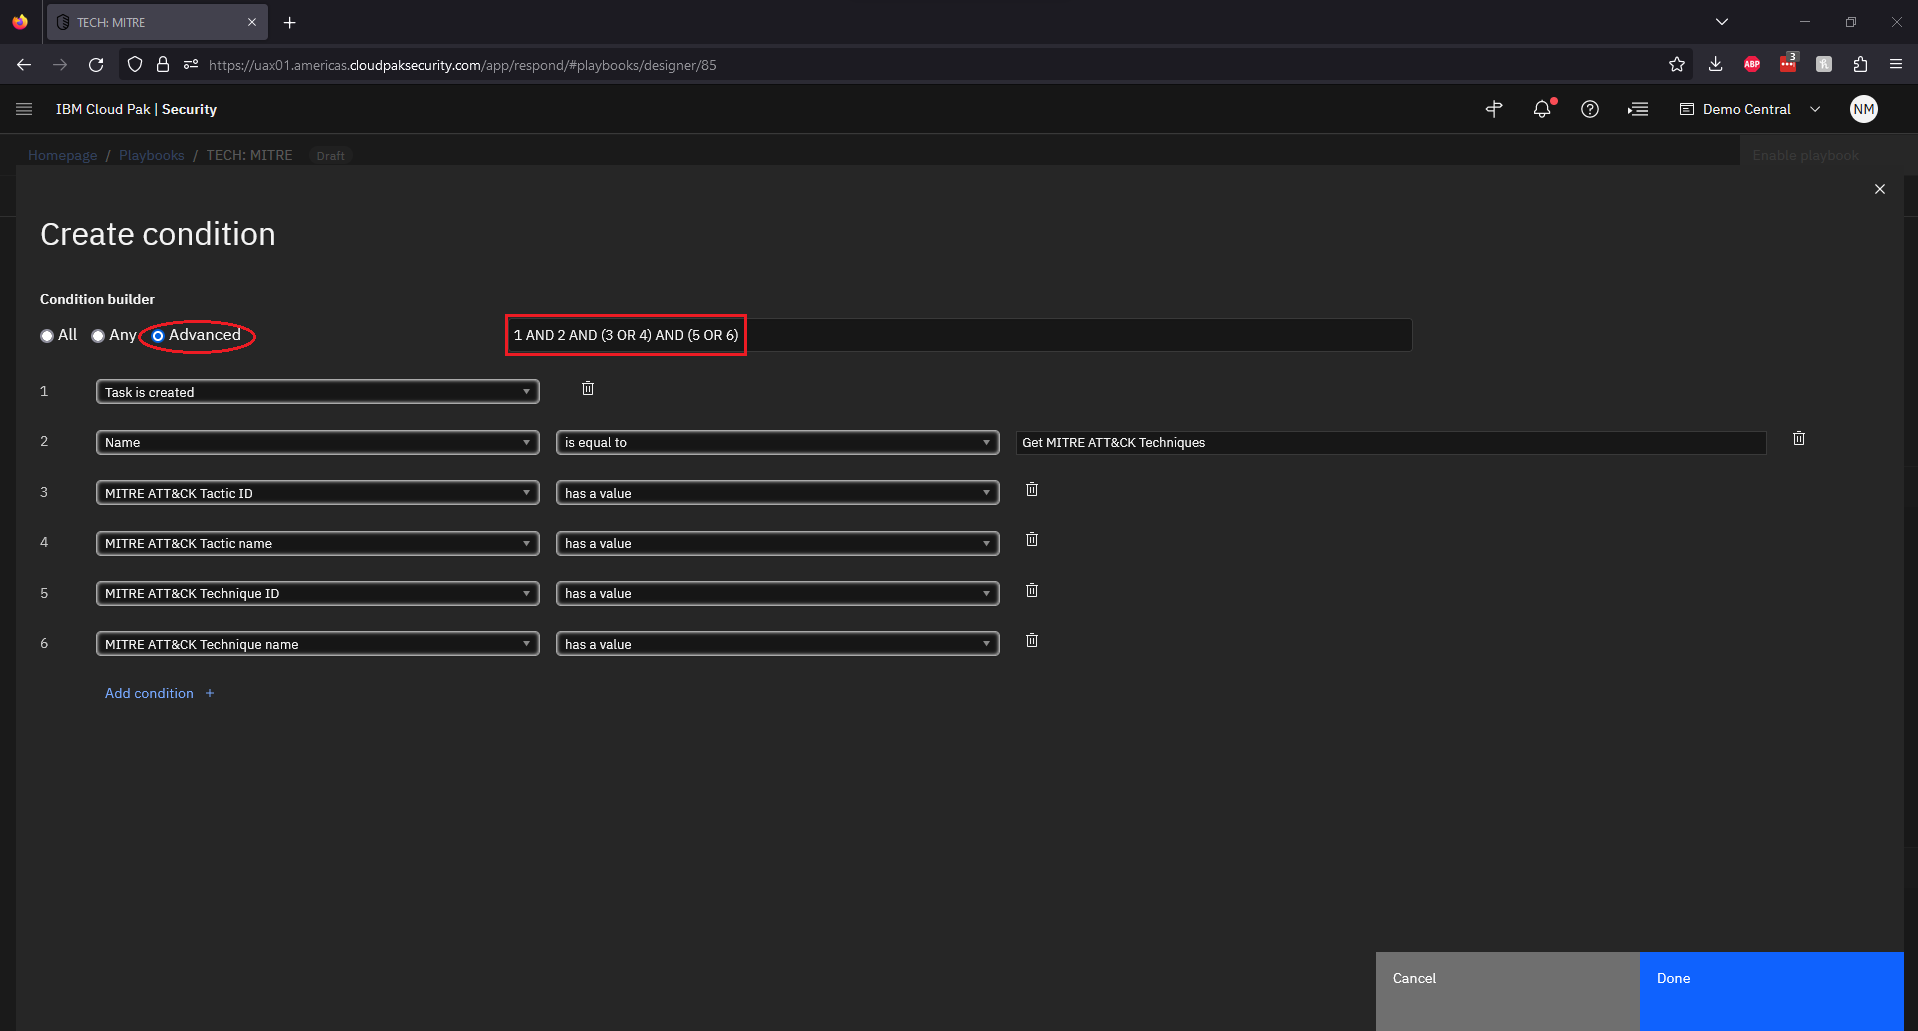 TECH: MITRE
https://uax01.americas.cloudpaksecurity.com/app/respond/#playbooks/designer/85
ABP
3
IBM Cloud Pak | Security
Demo Central
NM
Homepage / Playbooks / TECH: MITRE Draft
Enable playbook
Create condition
Condition builder
All Any Advanced
1 AND 2 AND (3 OR 4) AND (5 OR 6)
1 Task is created
2 Name is equal to Get MITRE ATT&CK Techniques
3 MITRE ATT&CK Tactic ID has a value
4 MITRE ATT&CK Tactic name has a value
5 MITRE ATT&CK Technique ID has a value
6 MITRE ATT&CK Technique name has a value
Add condition +
Cancel
Done